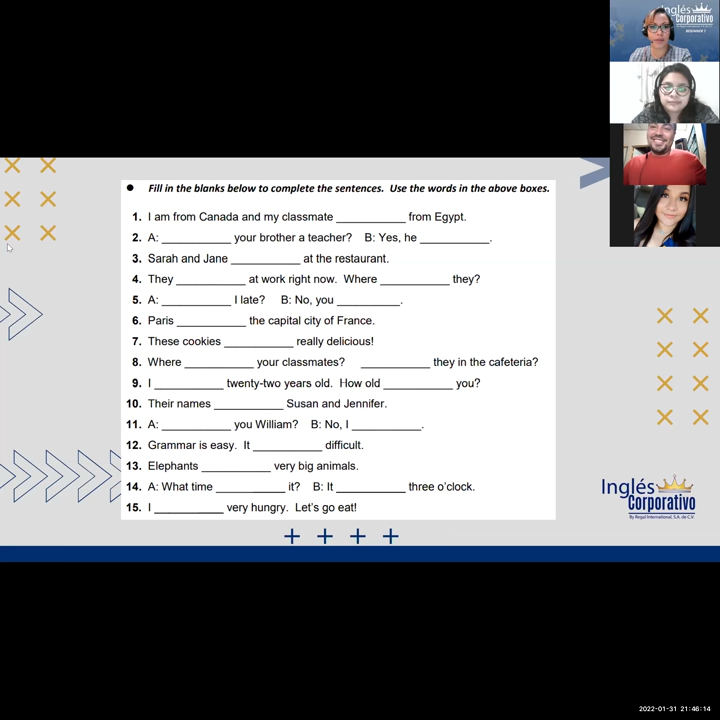 Inglés
Corporativo
BEGINNER 1
● Fill in the blanks below to complete the sentences. Use the words in the above boxes.
1. I am from Canada and my classmate ___________ from Egypt.
2. A: ___________ your brother a teacher? B: Yes, he ___________.
3. Sarah and Jane ___________ at the restaurant.
4. They ___________ at work right now. Where ___________ they?
5. A: ___________ I late? B: No, you __________.
6. Paris ___________ the capital city of France.
7. These cookies ___________ really delicious!
8. Where ___________ your classmates? ___________ they in the cafeteria?
9. I ___________ twenty-two years old. How old ___________ you?
10. Their names ___________ Susan and Jennifer.
11. A: ___________ you William? B: No, I ___________.
12. Grammar is easy. It ___________ difficult.
13. Elephants ___________ very big animals.
14. A: What time ___________ it? B: It ___________ three o'clock.
15. I ___________ very hungry. Let's go eat!
Inglés
Corporativo
By Regal International, S.A. de C.V.
2022-01-31 21:46:14